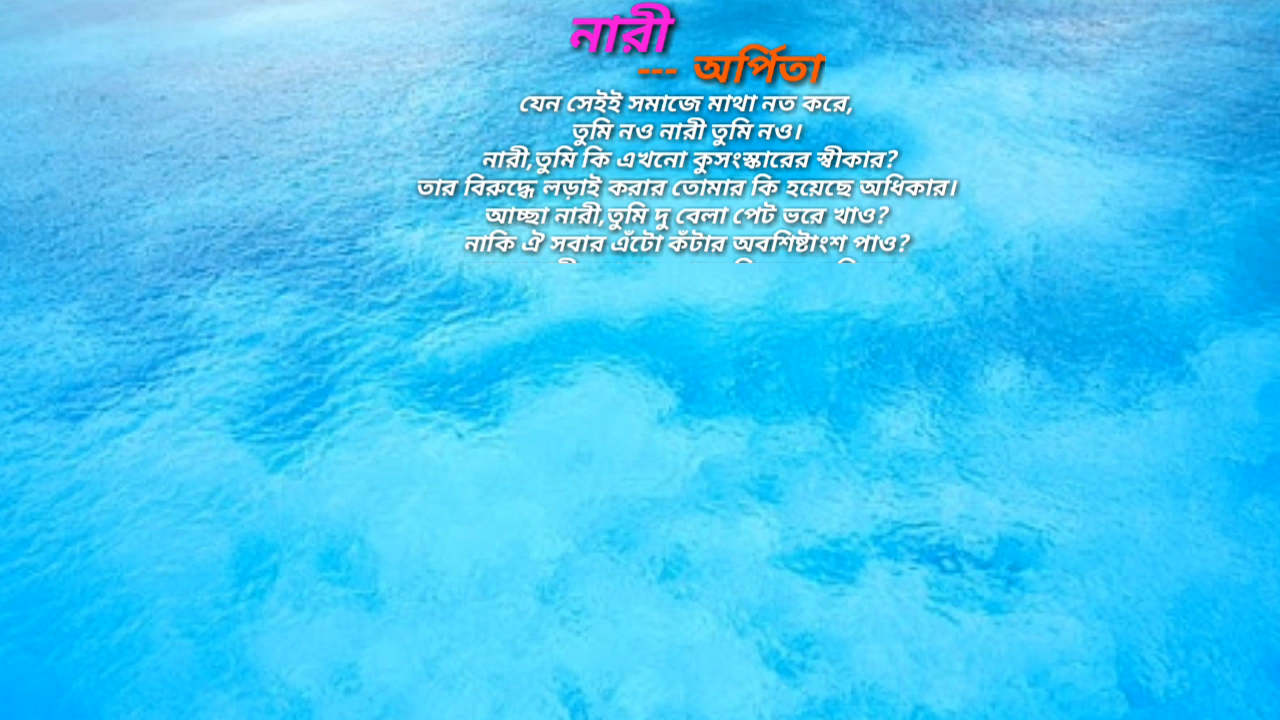 নারী
--- অর্পিতা
যেন সেইই সমাজে মাথা নত করে,
তুমি নও নারী তুমি নও।
নারী,তুমি কি এখনো কুসংস্কারের স্বীকার?
তার বিরুদ্ধে লড়াই করার তোমার কি হয়েছে অধিকার।
আচ্ছা নারী,তুমি দু বেলা পেট ভরে খাও?
নাকি ঐ সবার এঁটো কঁটার অবশিষ্টাংশ পাও?